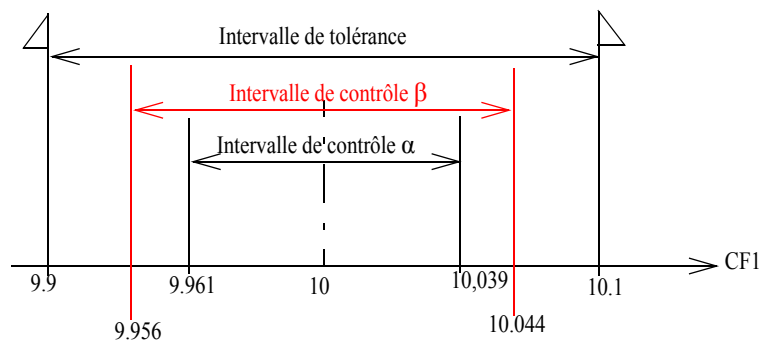 Intervalle de tolérance
Intervalle de contrôle β
Intervalle de contrôle α
CF1
9.9
9.961
10
10,039
10.1
9.956
10.044